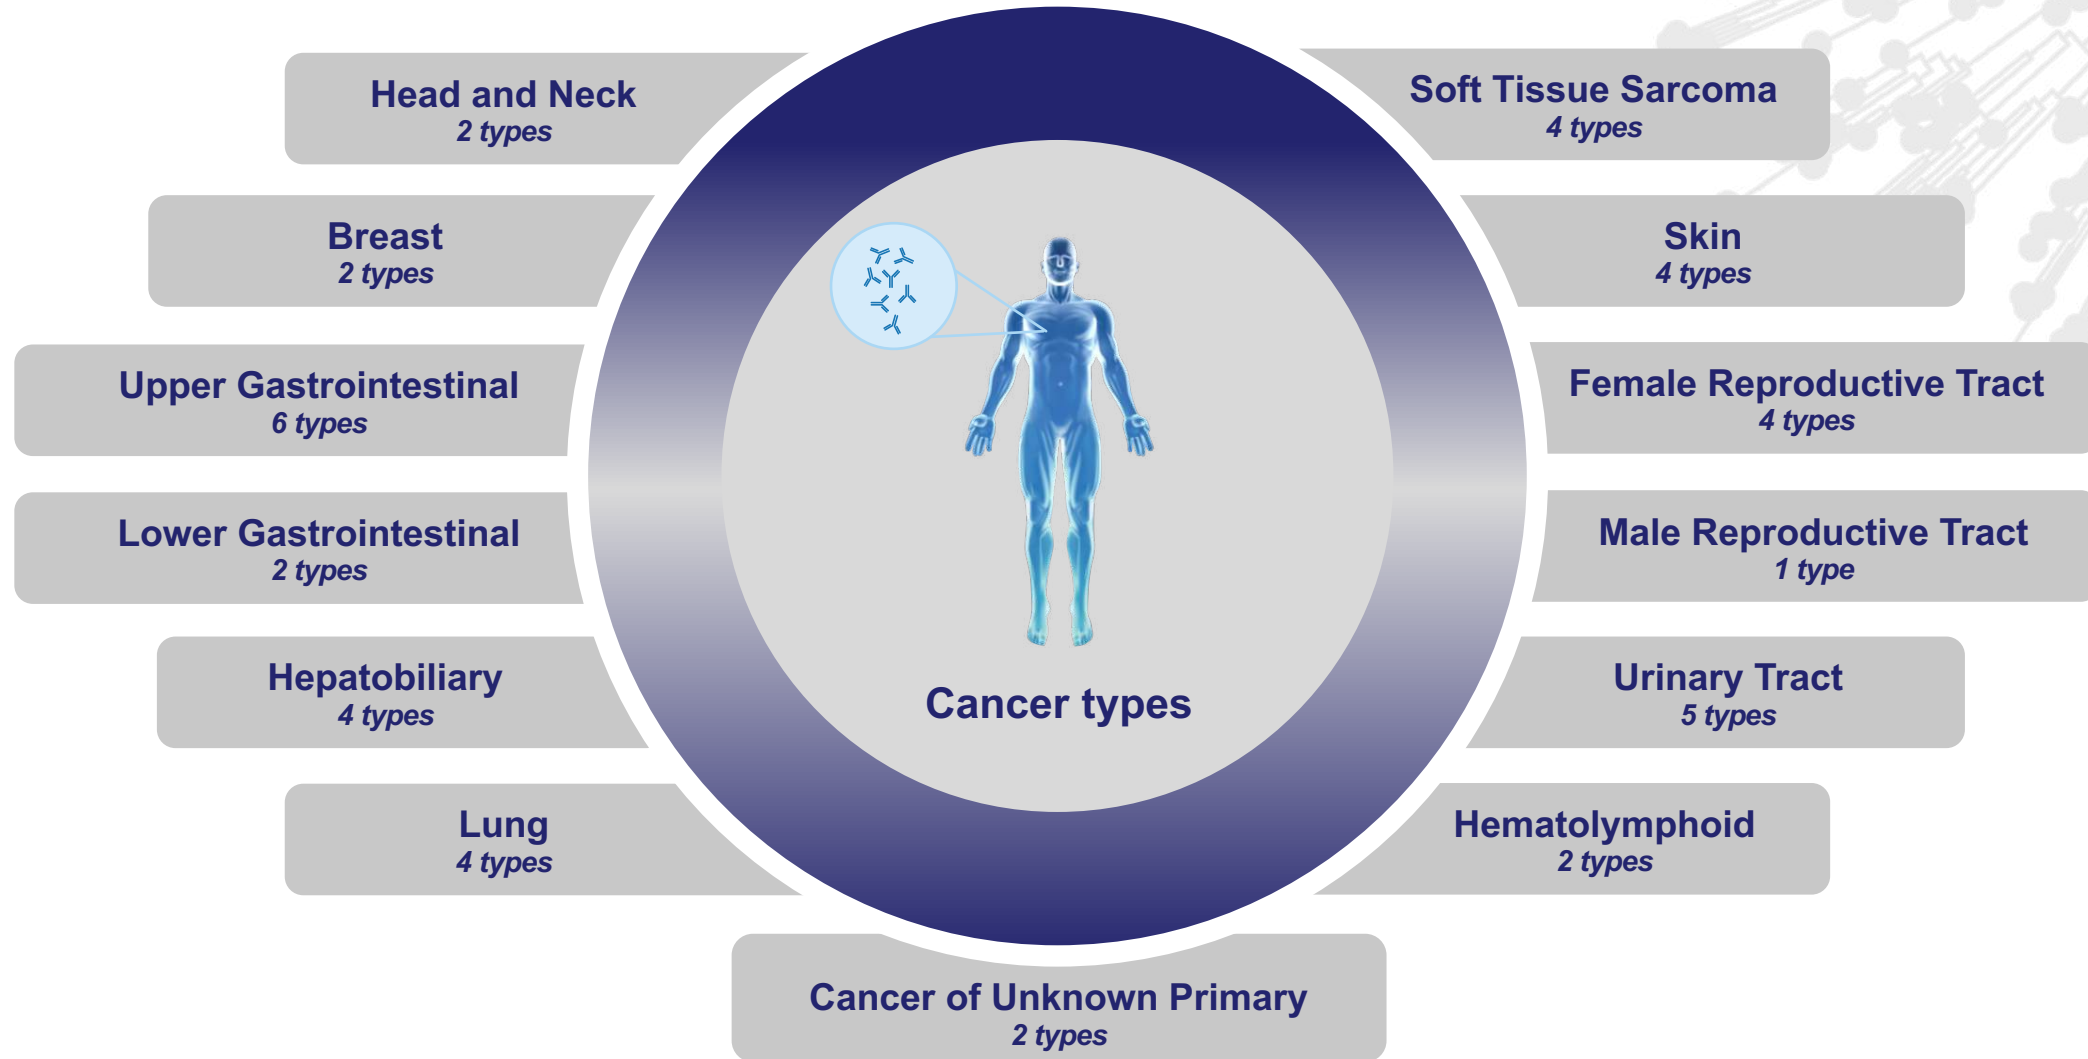 Head and Neck
2 types
Breast
2 types
Upper Gastrointestinal
6 types
Lower Gastrointestinal
2 types
Hepatobiliary
4 types
Lung
4 types
Soft Tissue Sarcoma
4 types
Skin
4 types
Female Reproductive Tract
4 types
Male Reproductive Tract
1 type
Urinary Tract
5 types
Hematolymphoid
2 types
Cancer types
Cancer of Unknown Primary
2 types